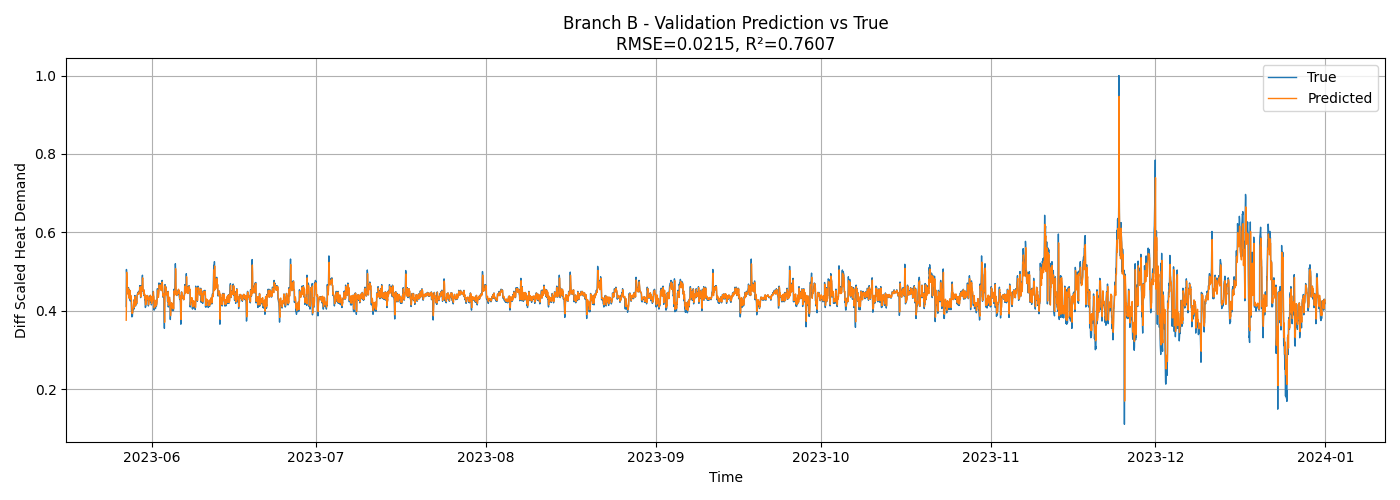 Branch B - Validation Prediction vs True
RMSE=0.0215, R²=0.7607
True
Predicted
Diff Scaled Heat Demand
1.0
0.8
0.6
0.4
0.2
2023-06
2023-07
2023-08
2023-09
2023-10
2023-11
2023-12
2024-01
Time